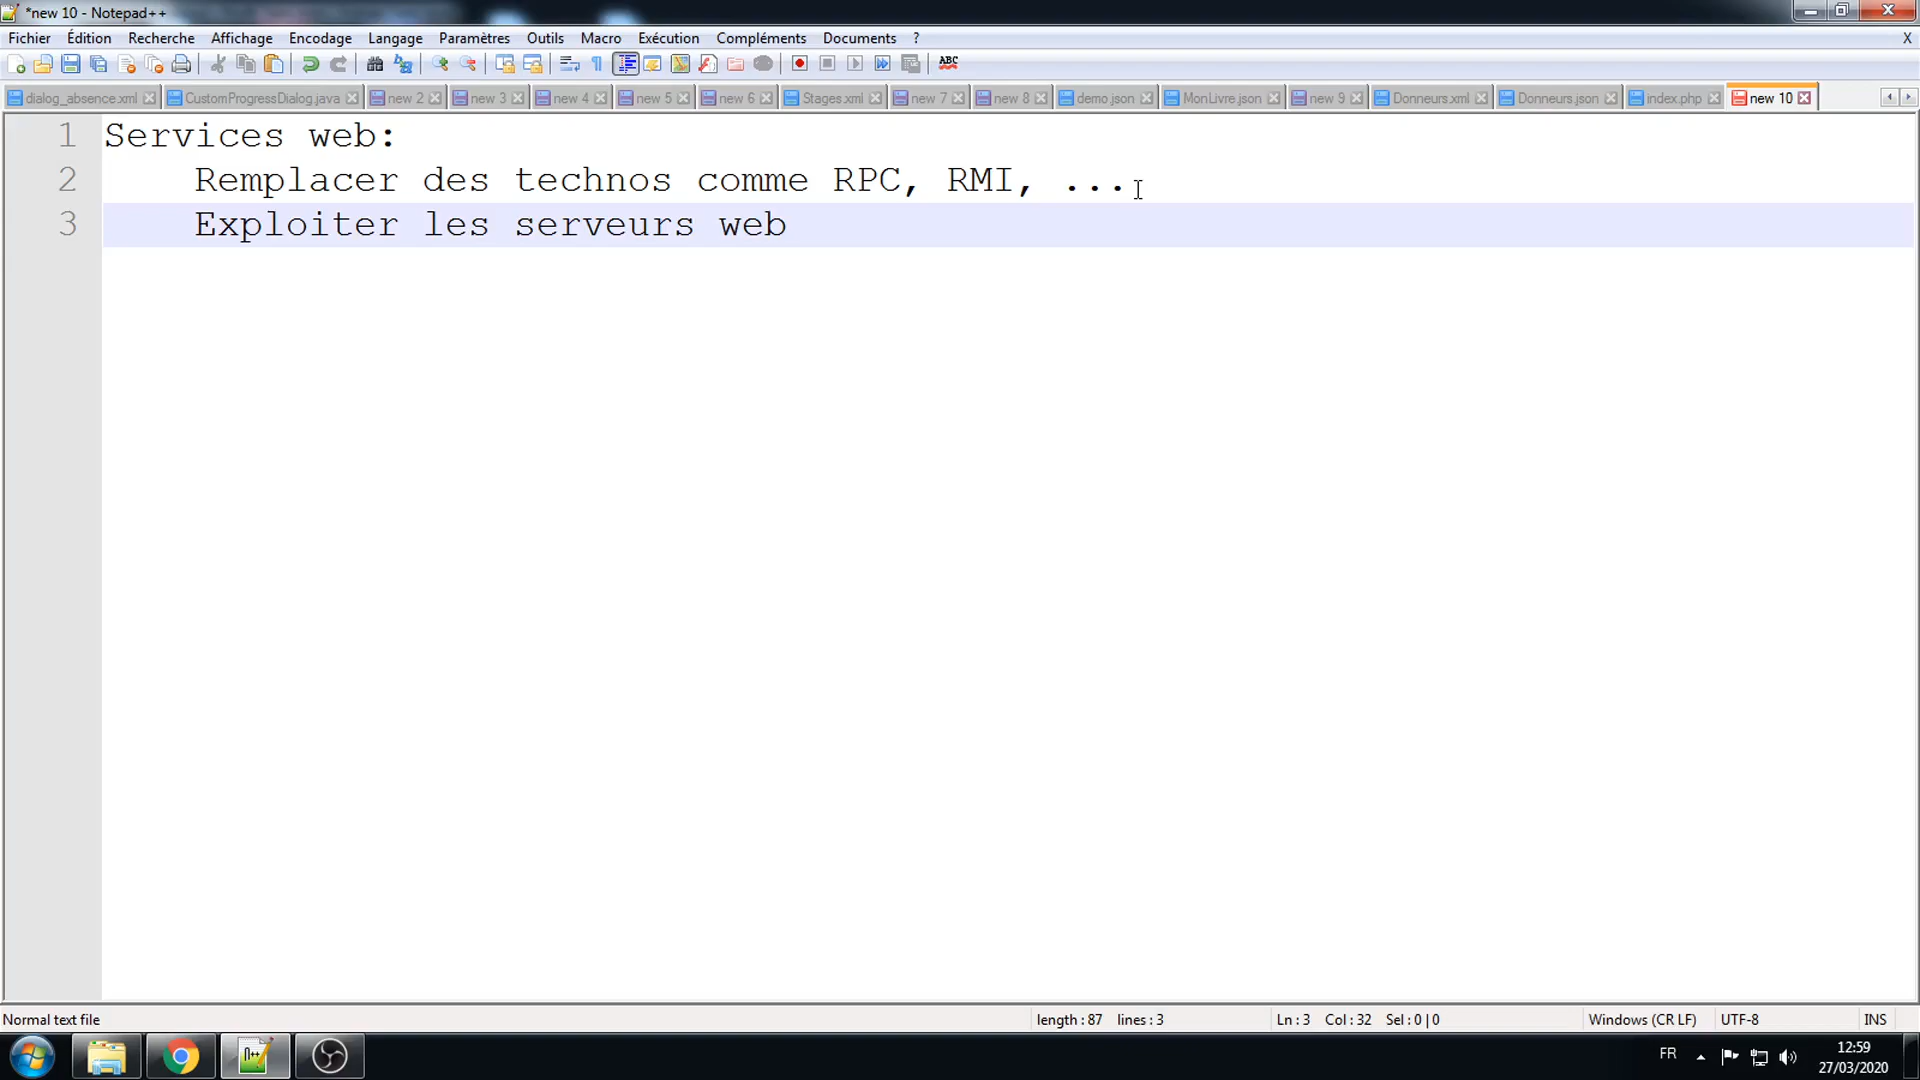 *new 10 - Notepad++
Fichier Édition Recherche Affichage Encodage Langage Paramètres Outils Macro Exécution Compléments Documents ? X
ABC
dialog_absence.xml CustomProgressDialog.java new 2 new 3 new 4 new 5 new 6 Stages.xml new 7 new 8 demo.json MonLivre.json new 9 Donneurs.xml Donneurs.json index.php new 10
1 Services web:
2 Remplacer des technos comme RPC, RMI, ...
3 Exploiter les serveurs web
Normal text file length : 87 lines : 3 Ln : 3 Col : 32 Sel : 0 | 0 Windows (CR LF) UTF-8 INS
FR 12:59
27/03/2020